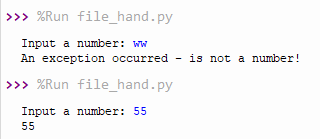 >>> %Run file_hand.py
Input a number: ww
An exception occurred - is not a number!
>>> %Run file_hand.py
Input a number: 55
55